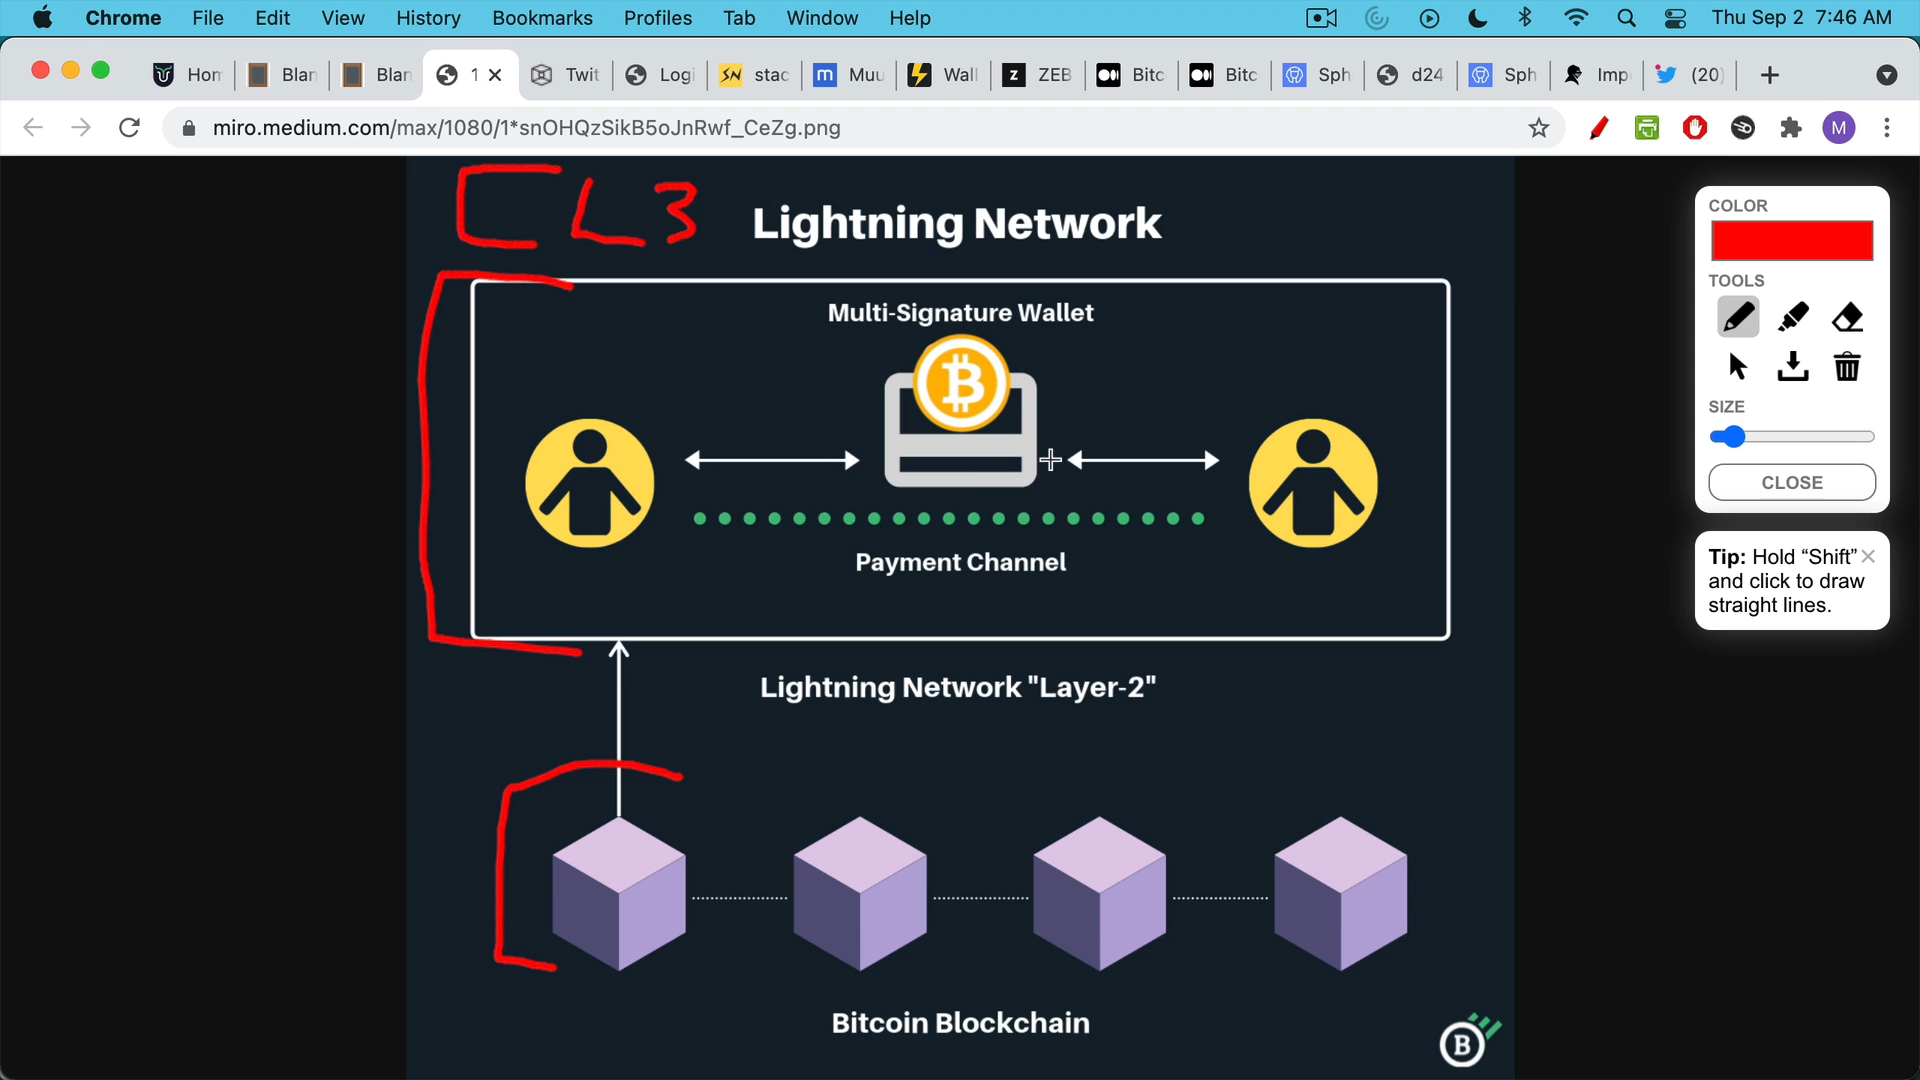 Chrome File Edit View History Bookmarks Profiles Tab Window Help Thu Sep 2 7:46 AM
Hom Blan Blan 1 Twit Logi SN stac m Muu Wall Z ZEB Bitc Bitc Sph d24 Sph Imp (20)
miro.medium.com/max/1080/1*snOHQzSikB5oJnRwf_CeZg.png M
L3
Lightning Network
Multi-Signature Wallet
Payment Channel
Lightning Network "Layer-2"
Bitcoin Blockchain
B
COLOR
TOOLS
SIZE
CLOSE
Tip: Hold “Shift”
and click to draw
straight lines.